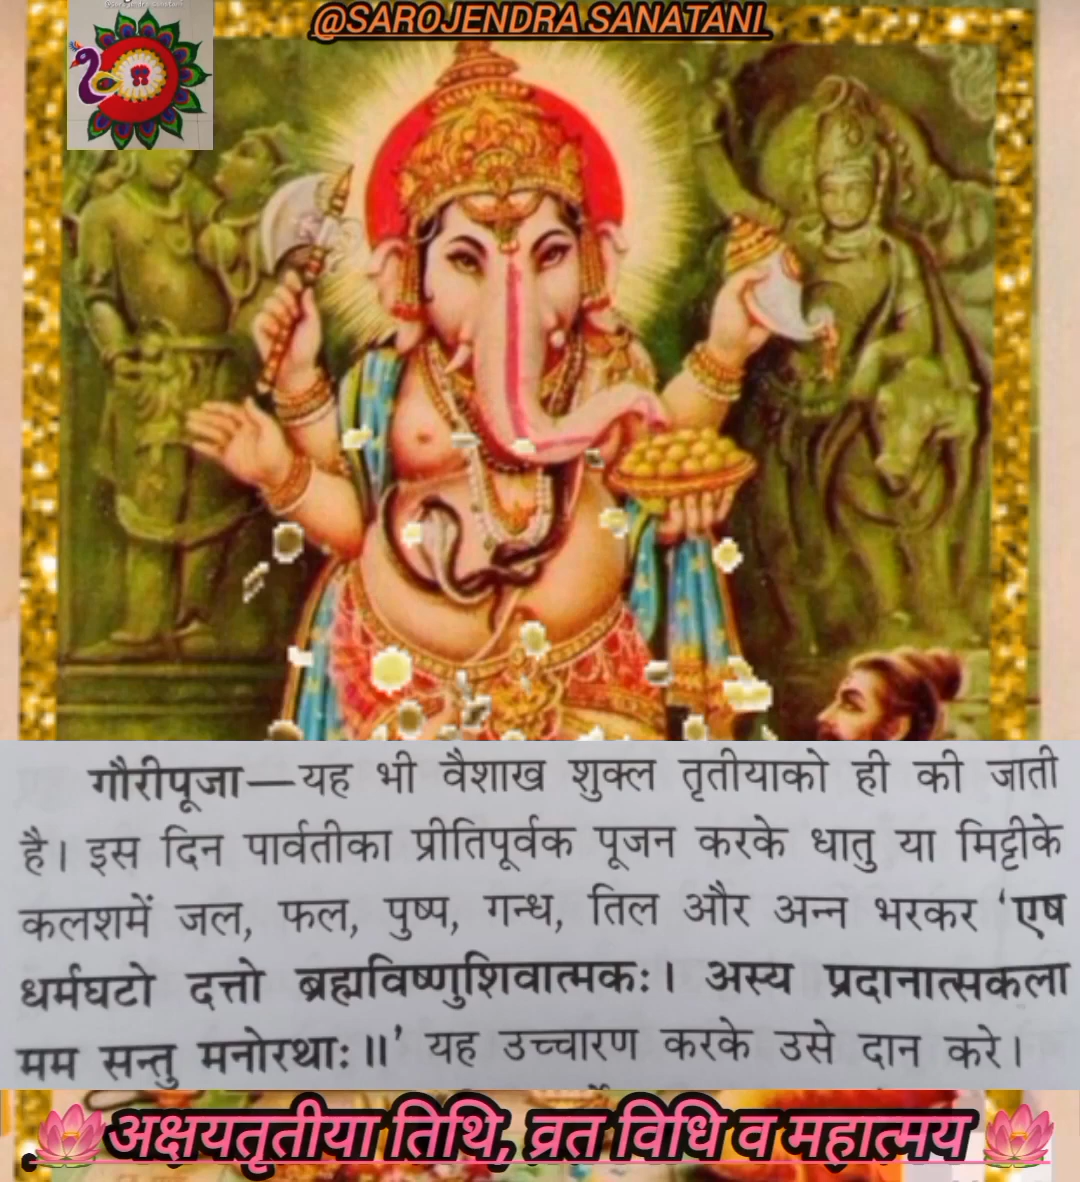 @SAROJENDRA SANATANI
गौरीपूजा—यह भी वैशाख शुक्ल तृतीयाको ही की जाती
है। इस दिन पार्वतीका प्रीतिपूर्वक पूजन करके धातु या मिट्टीके
कलशमें जल, फल, पुष्प, गन्ध, तिल और अन्न भरकर ‘एष
धर्मघटो दत्तो ब्रह्मविष्णुशिवात्मकः। अस्य प्रदानात्सकला
मम सन्तु मनोरथाः॥’ यह उच्चारण करके उसे दान करे।
अक्षयतृतीया तिथि, व्रत विधि व महात्मय